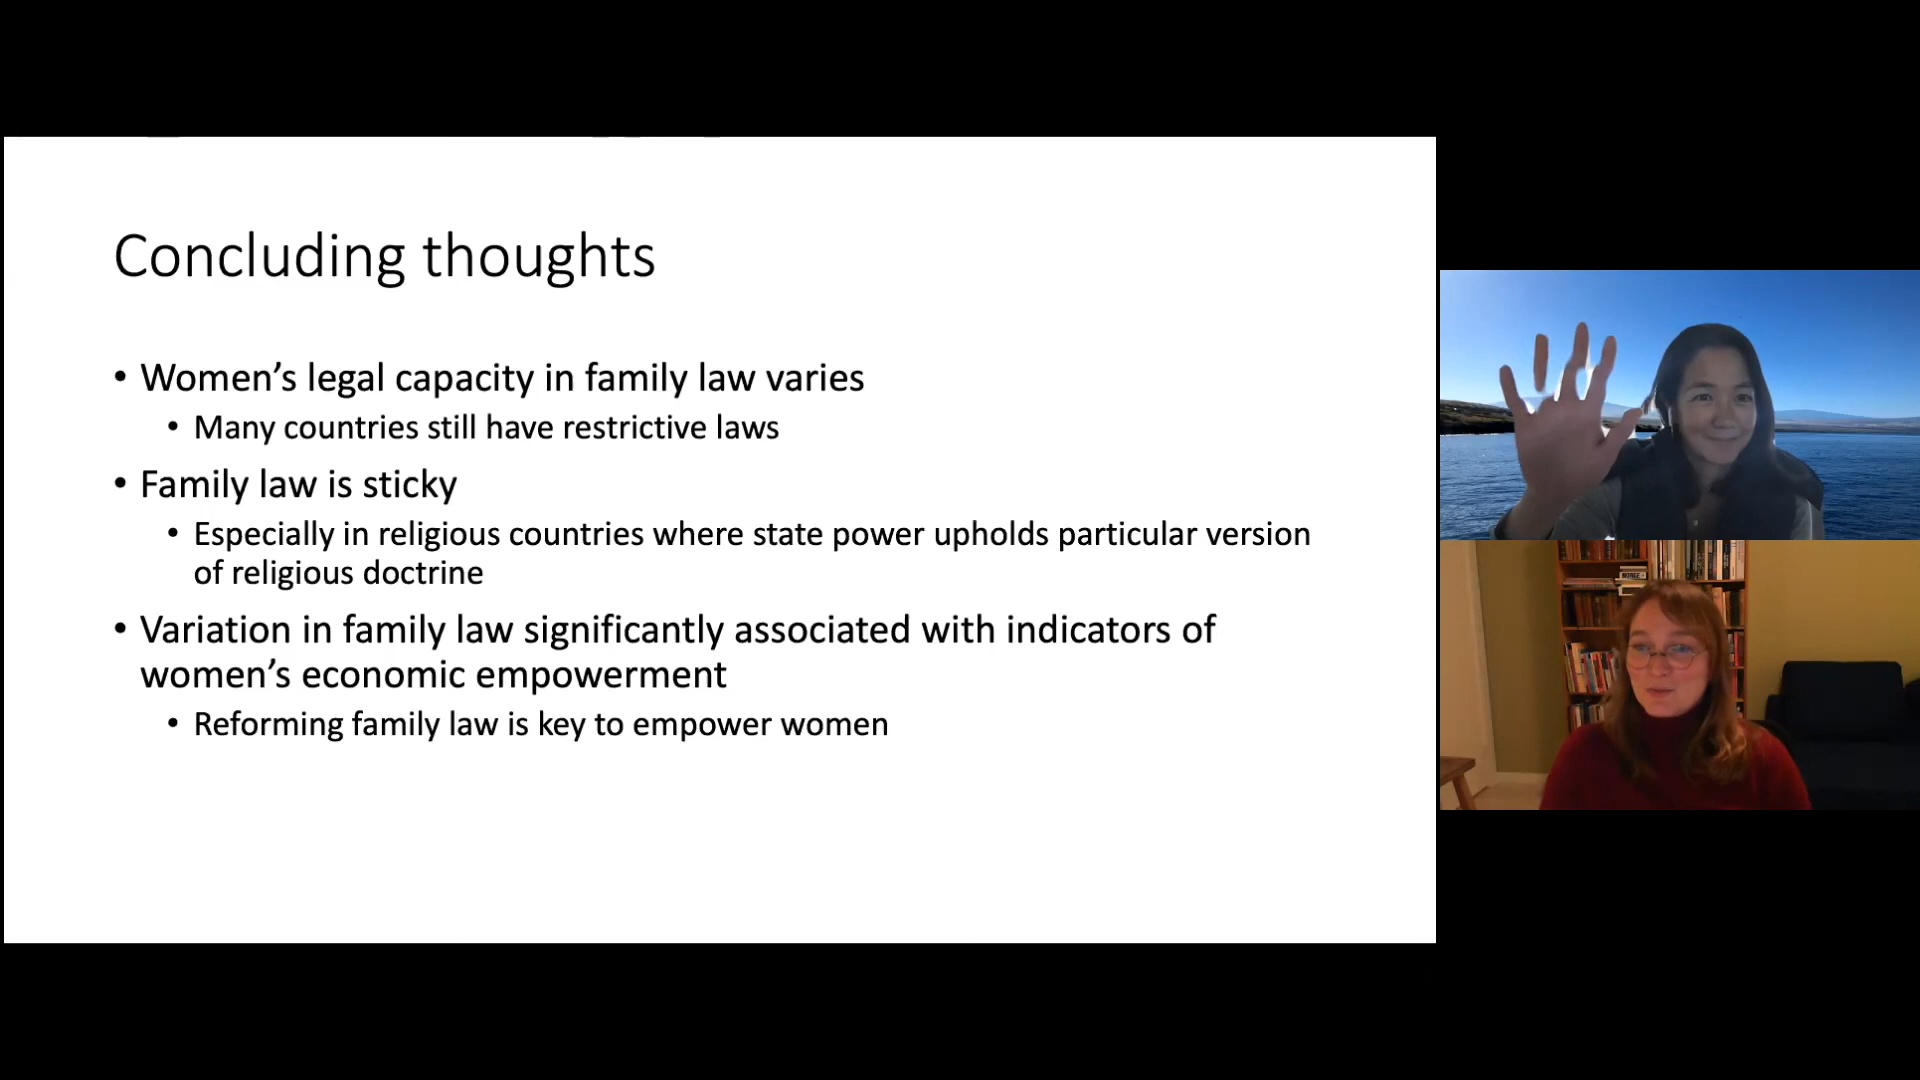 Concluding thoughts
• Women’s legal capacity in family law varies
• Many countries still have restrictive laws
• Family law is sticky
• Especially in religious countries where state power upholds particular version
of religious doctrine
• Variation in family law significantly associated with indicators of
women’s economic empowerment
• Reforming family law is key to empower women